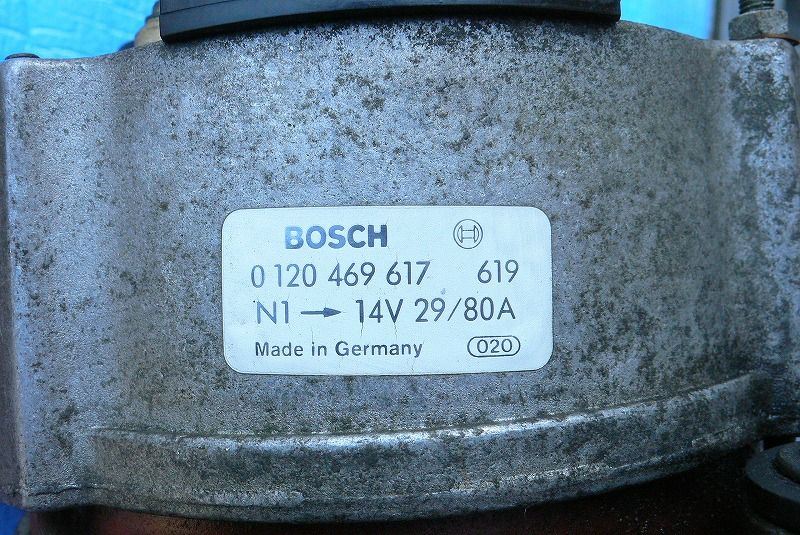 BOSCH
0 120 469 617 619
N1 → 14V 29/80A
Made in Germany 020